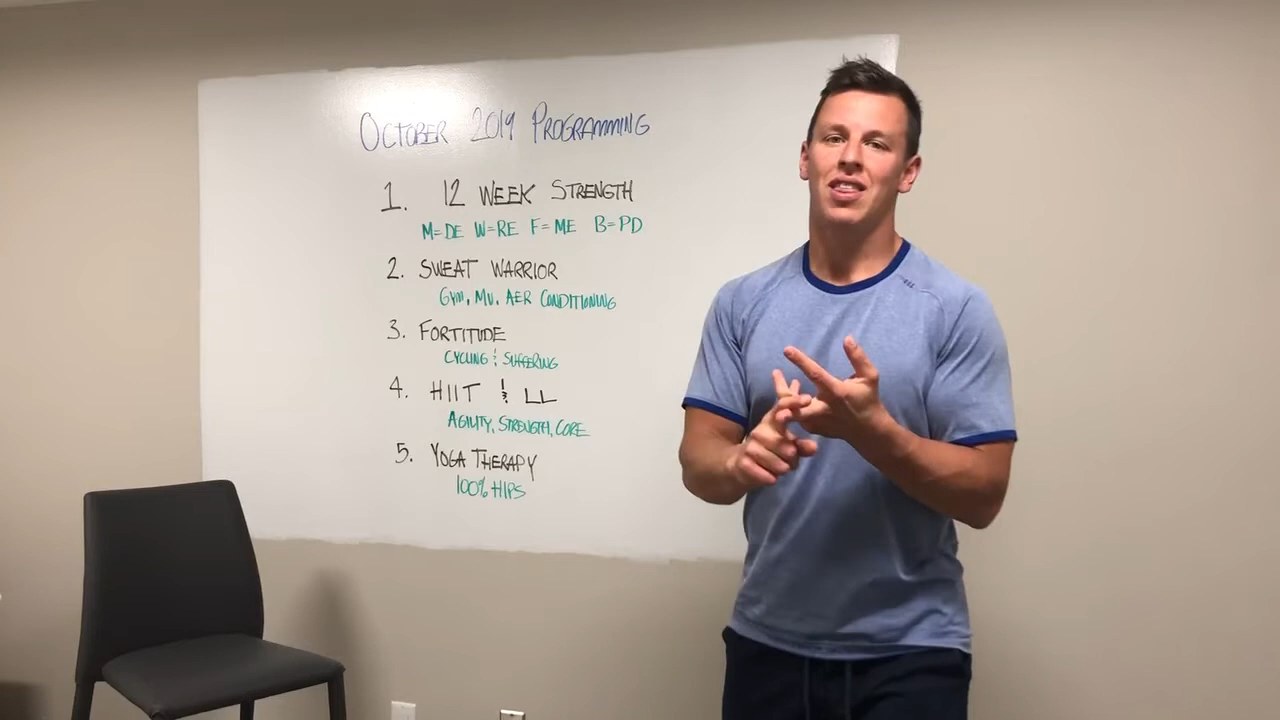 OCTOBER 2019 PROGRAMMING
1. 12 WEEK STRENGTH
M=DE W=RE F=ME B=PD
2. SWEAT WARRIOR
GYM, MV, AER CONDITIONING
3. FORTITUDE
CYCLING & SUFFERING
4. HIIT & LL
AGILITY, STRENGTH, CORE
5. YOGA THERAPY
100% HIPS